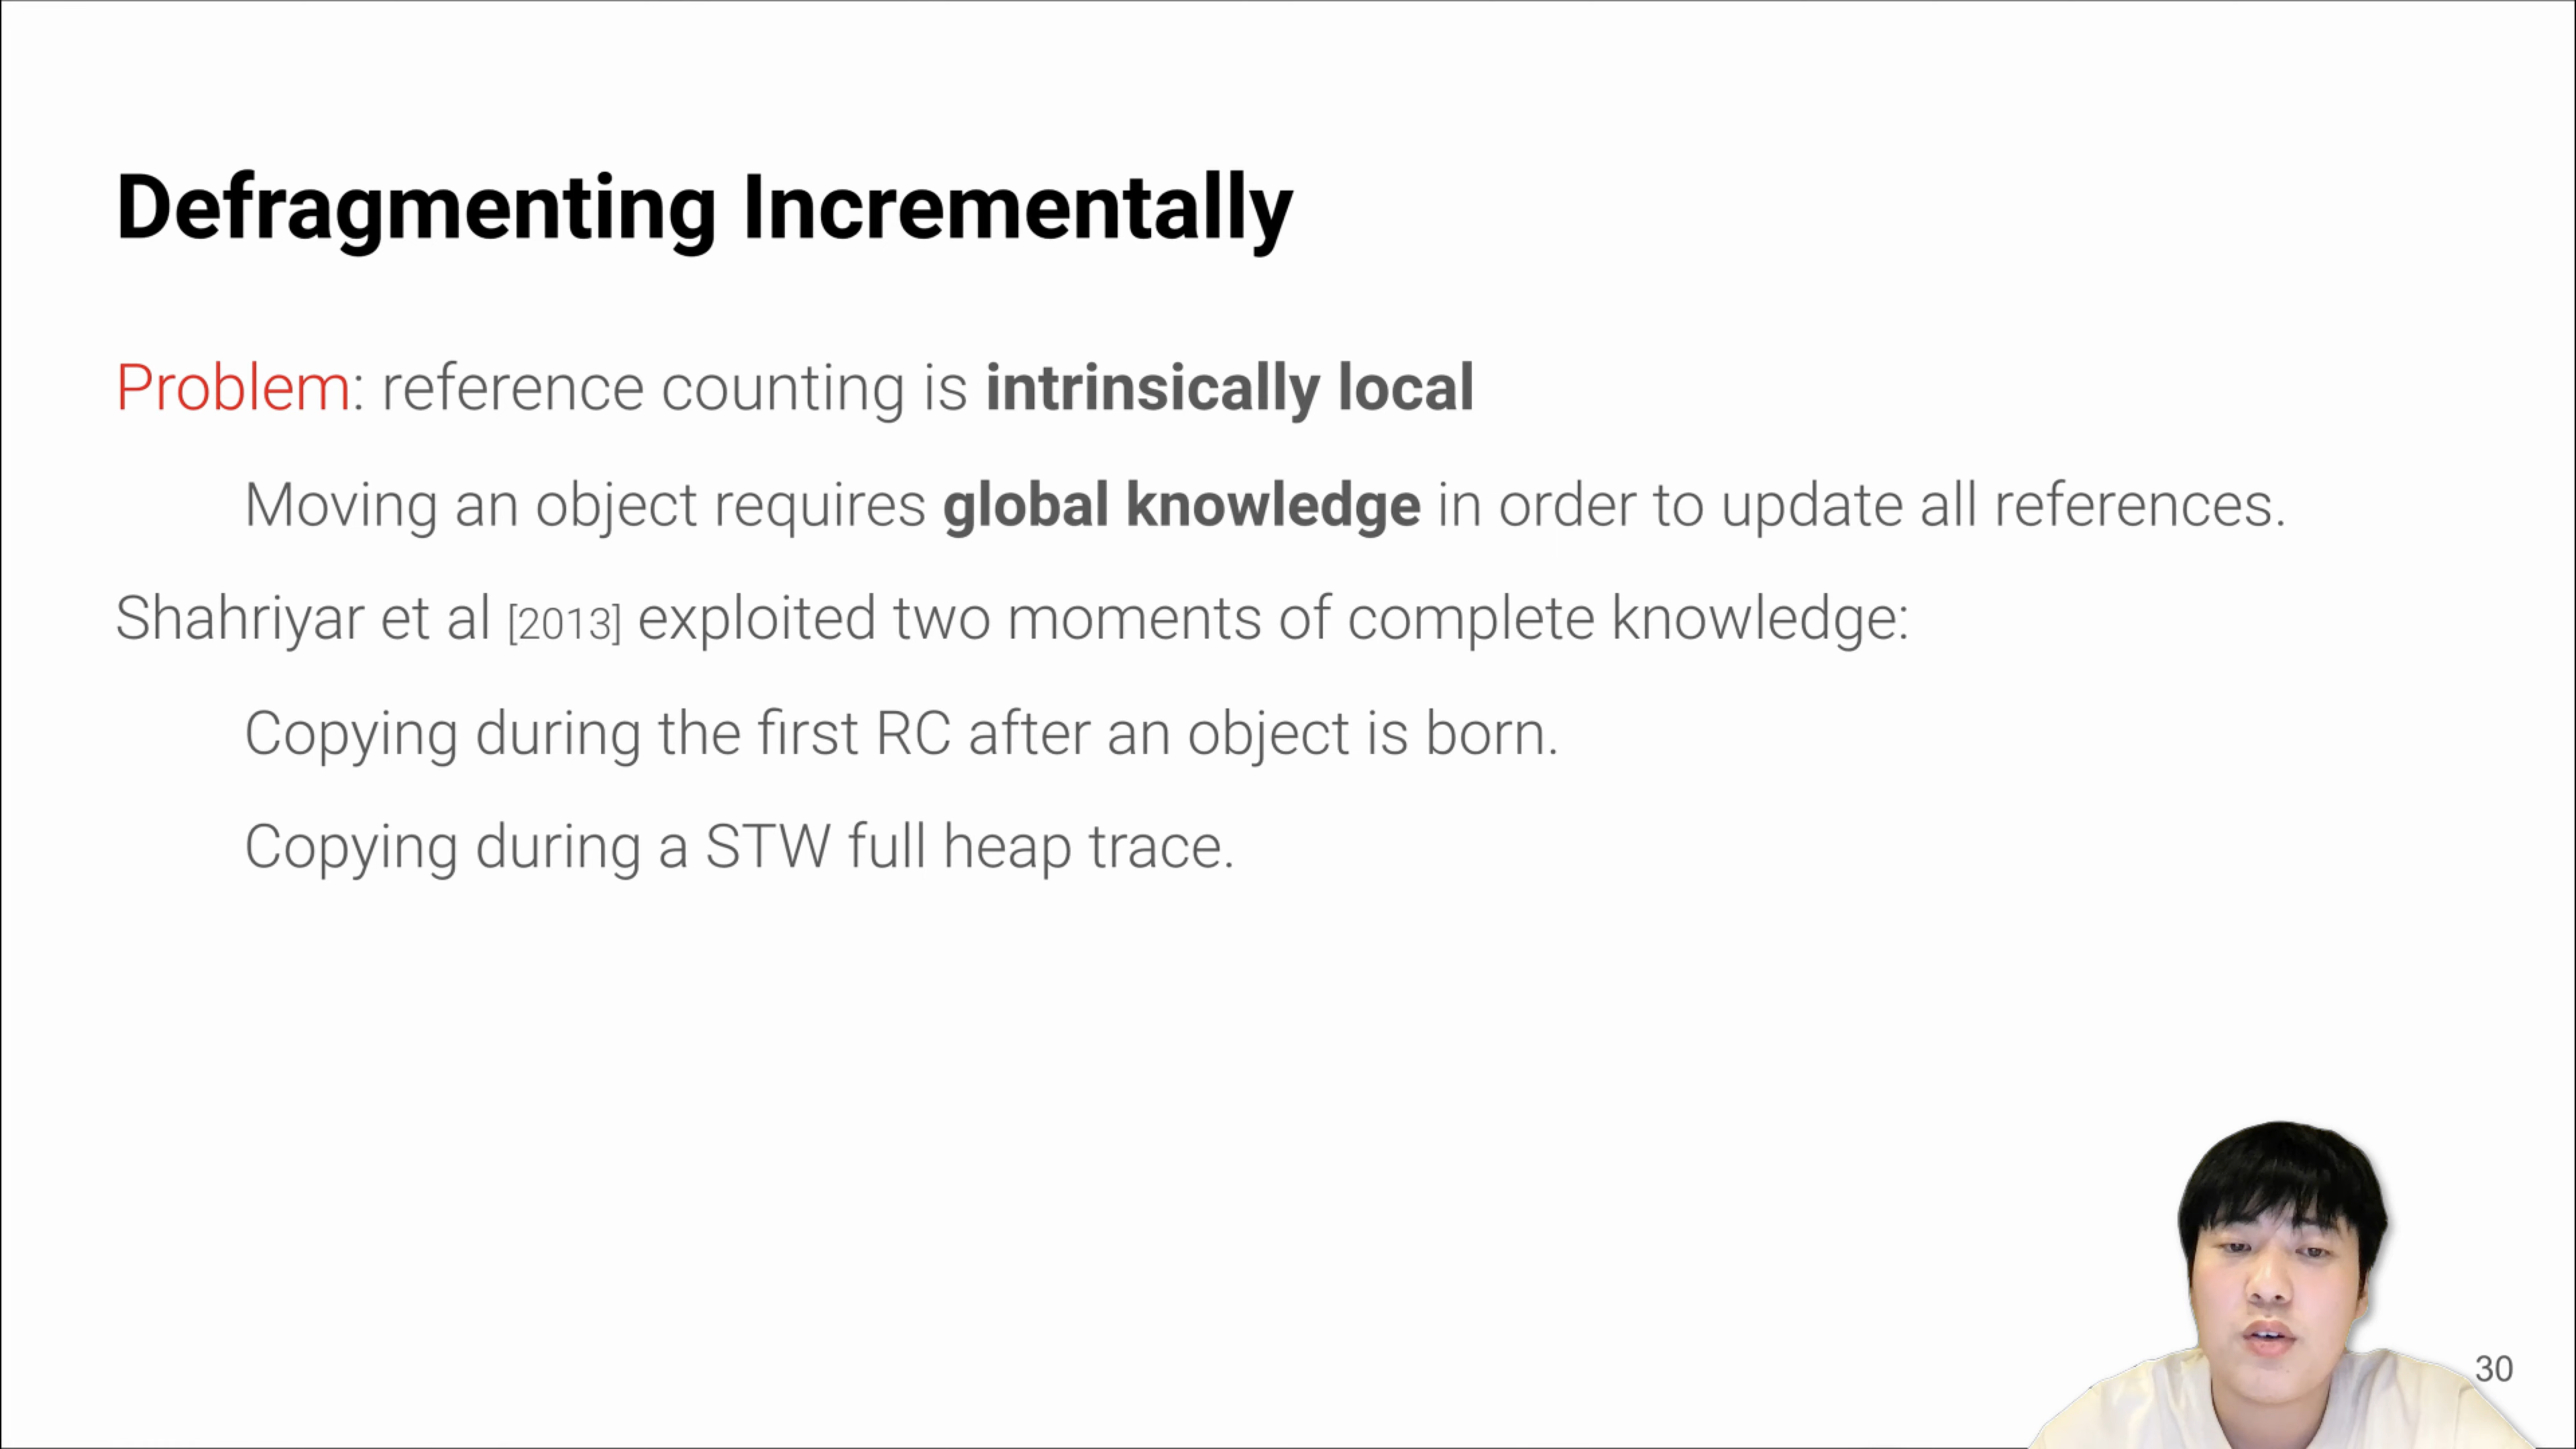 Defragmenting Incrementally
Problem: reference counting is intrinsically local
Moving an object requires global knowledge in order to update all references.
Shahriyar et al [2013] exploited two moments of complete knowledge:
Copying during the first RC after an object is born.
Copying during a STW full heap trace.
30